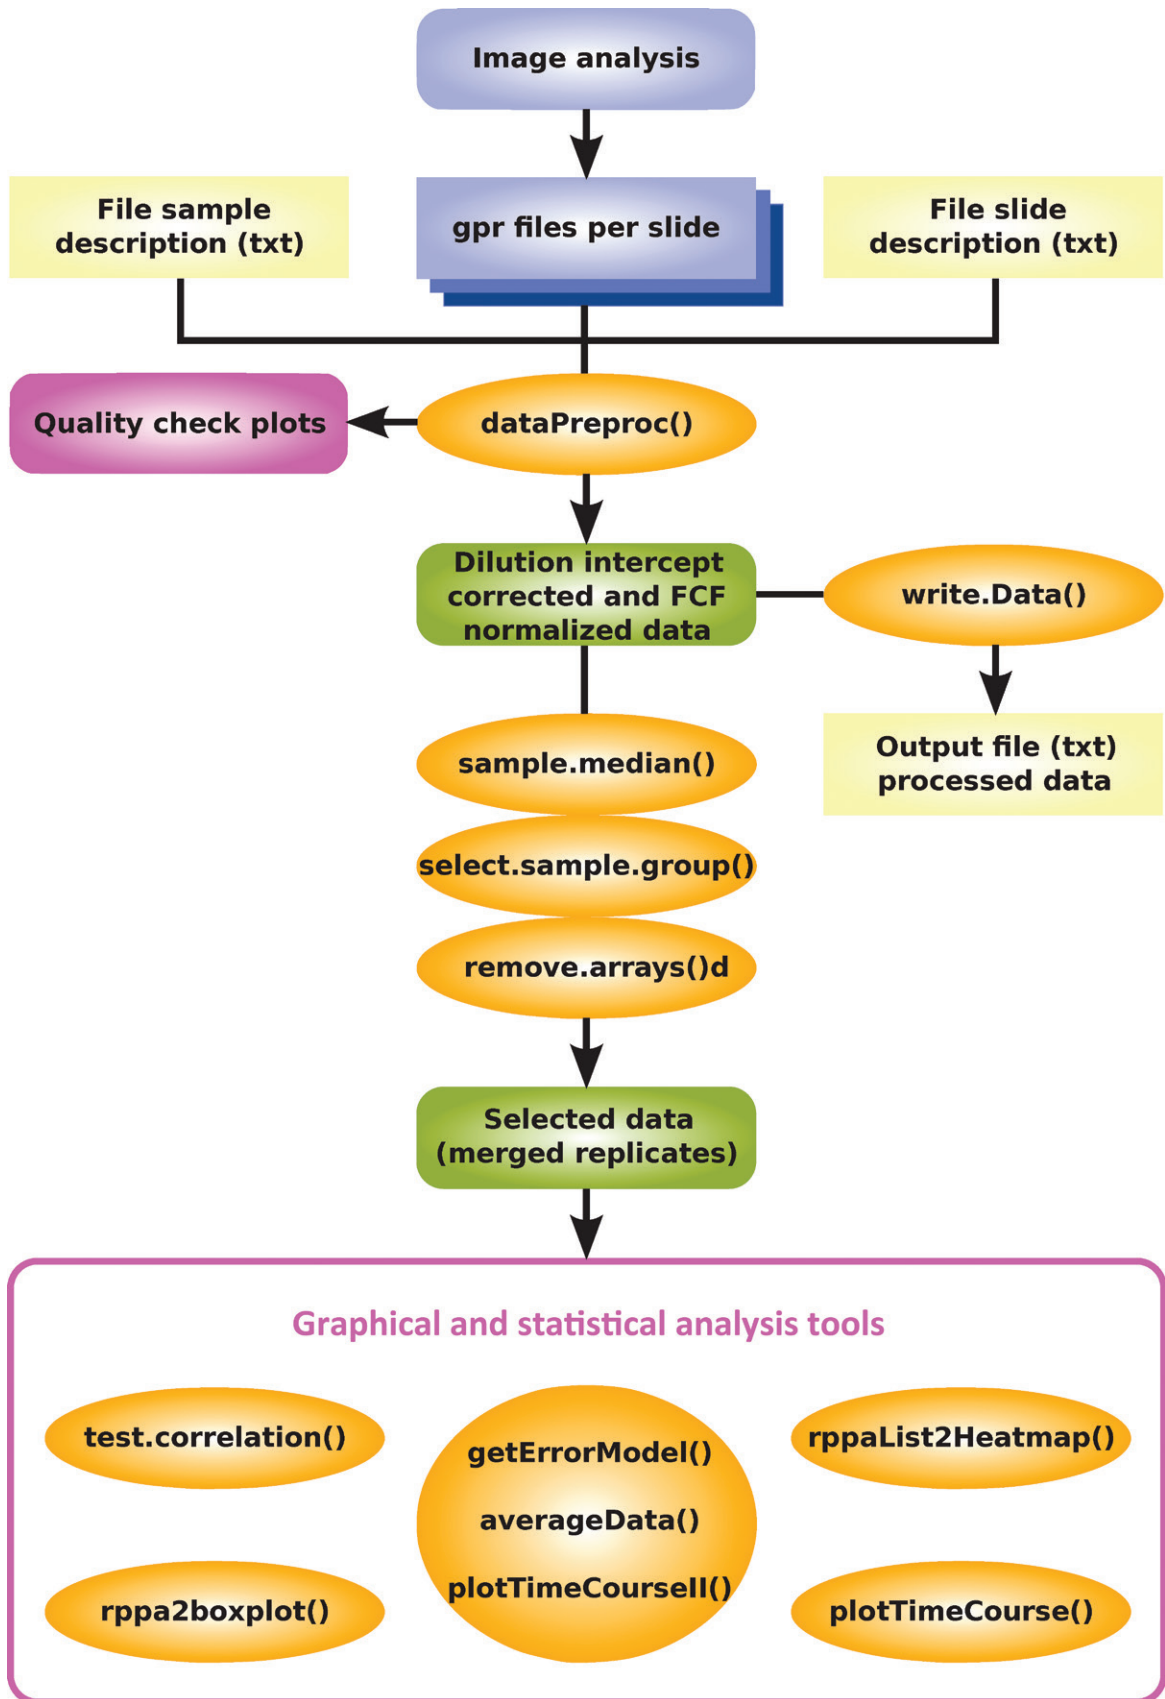 Image analysis
File sample
description (txt)
gpr files per slide
File slide
description (txt)
Quality check plots
dataPreproc()
Dilution intercept
corrected and FCF
normalized data
write.Data()
sample.median()
Output file (txt)
processed data
select.sample.group()
remove.arrays()d
Selected data
(merged replicates)
Graphical and statistical analysis tools
test.correlation()
getErrorModel()
averageData()
plotTimeCourseII()
rppaList2Heatmap()
rppa2boxplot()
plotTimeCourse()